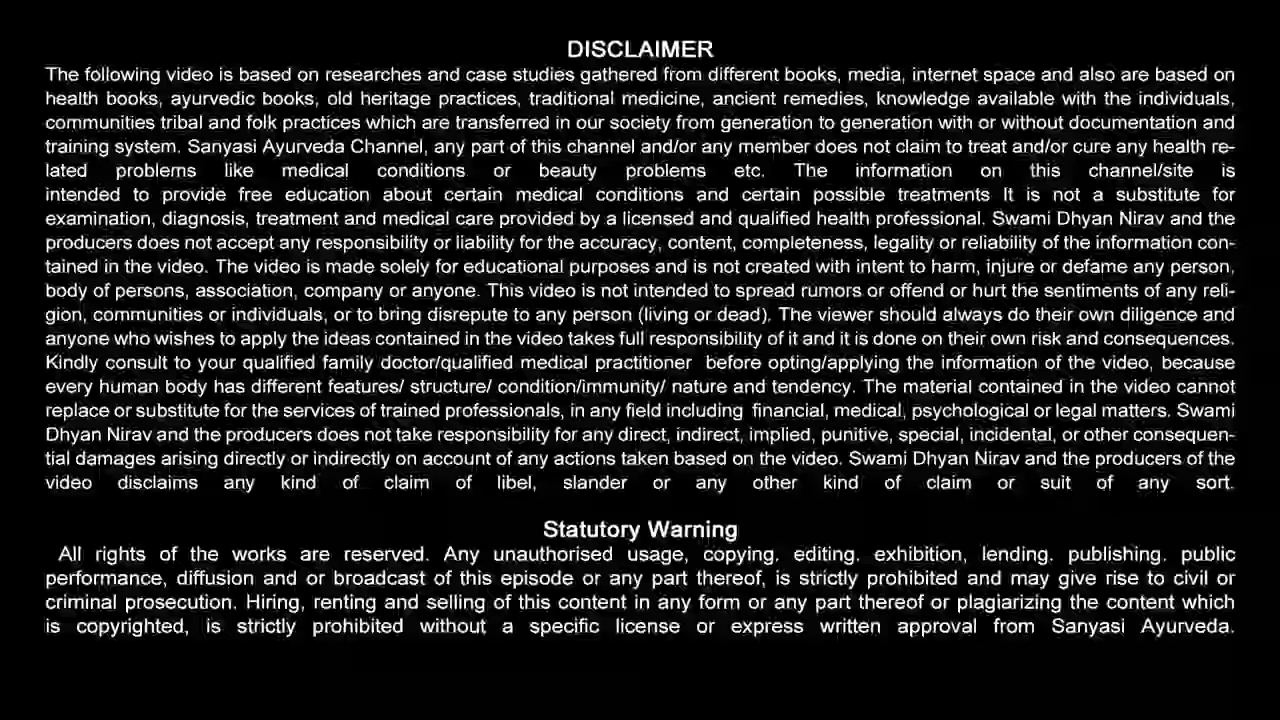 DISCLAIMER
The following video is based on researches and case studies gathered from different books, media, internet space and also are based on
health books, ayurvedic books, old heritage practices, traditional medicine, ancient remedies, knowledge available with the individuals,
communities tribal and folk practices which are transferred in our society from generation to generation with or without documentation and
training system. Sanyasi Ayurveda Channel, any part of this channel and/or any member does not claim to treat and/or cure any health re-
lated problems like medical conditions or beauty problems etc. The information on this channel/site is
intended to provide free education about certain medical conditions and certain possible treatments It is not a substitute for
examination, diagnosis, treatment and medical care provided by a licensed and qualified health professional. Swami Dhyan Nirav and the
producers does not accept any responsibility or liability for the accuracy, content, completeness, legality or reliability of the information con-
tained in the video. The video is made solely for educational purposes and is not created with intent to harm, injure or defame any person,
body of persons, association, company or anyone. This video is not intended to spread rumors or offend or hurt the sentiments of any reli-
gion, communities or individuals, or to bring disrepute to any person (living or dead). The viewer should always do their own diligence and
anyone who wishes to apply the ideas contained in the video takes full responsibility of it and it is done on their own risk and consequences.
Kindly consult to your qualified family doctor/qualified medical practitioner before opting/applying the information of the video, because
every human body has different features/ structure/ condition/immunity/ nature and tendency. The material contained in the video cannot
replace or substitute for the services of trained professionals, in any field including financial, medical, psychological or legal matters. Swami
Dhyan Nirav and the producers does not take responsibility for any direct, indirect, implied, punitive, special, incidental, or other consequen-
tial damages arising directly or indirectly on account of any actions taken based on the video. Swami Dhyan Nirav and the producers of the
video disclaims any kind of claim of libel, slander or any other kind of claim or suit of any sort.
Statutory Warning
All rights of the works are reserved. Any unauthorised usage, copying. editing. exhibition, lending. publishing. public
performance, diffusion and or broadcast of this episode or any part thereof, is strictly prohibited and may give rise to civil or
criminal prosecution. Hiring, renting and selling of this content in any form or any part thereof or plagiarizing the content which
is copyrighted, is strictly prohibited without a specific license or express written approval from Sanyasi Ayurveda.